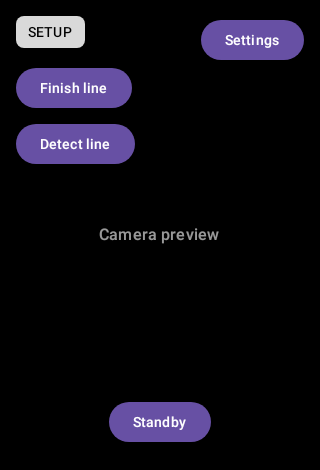 SETUP
Settings
Finish line
Detect line
Camera preview
Standby